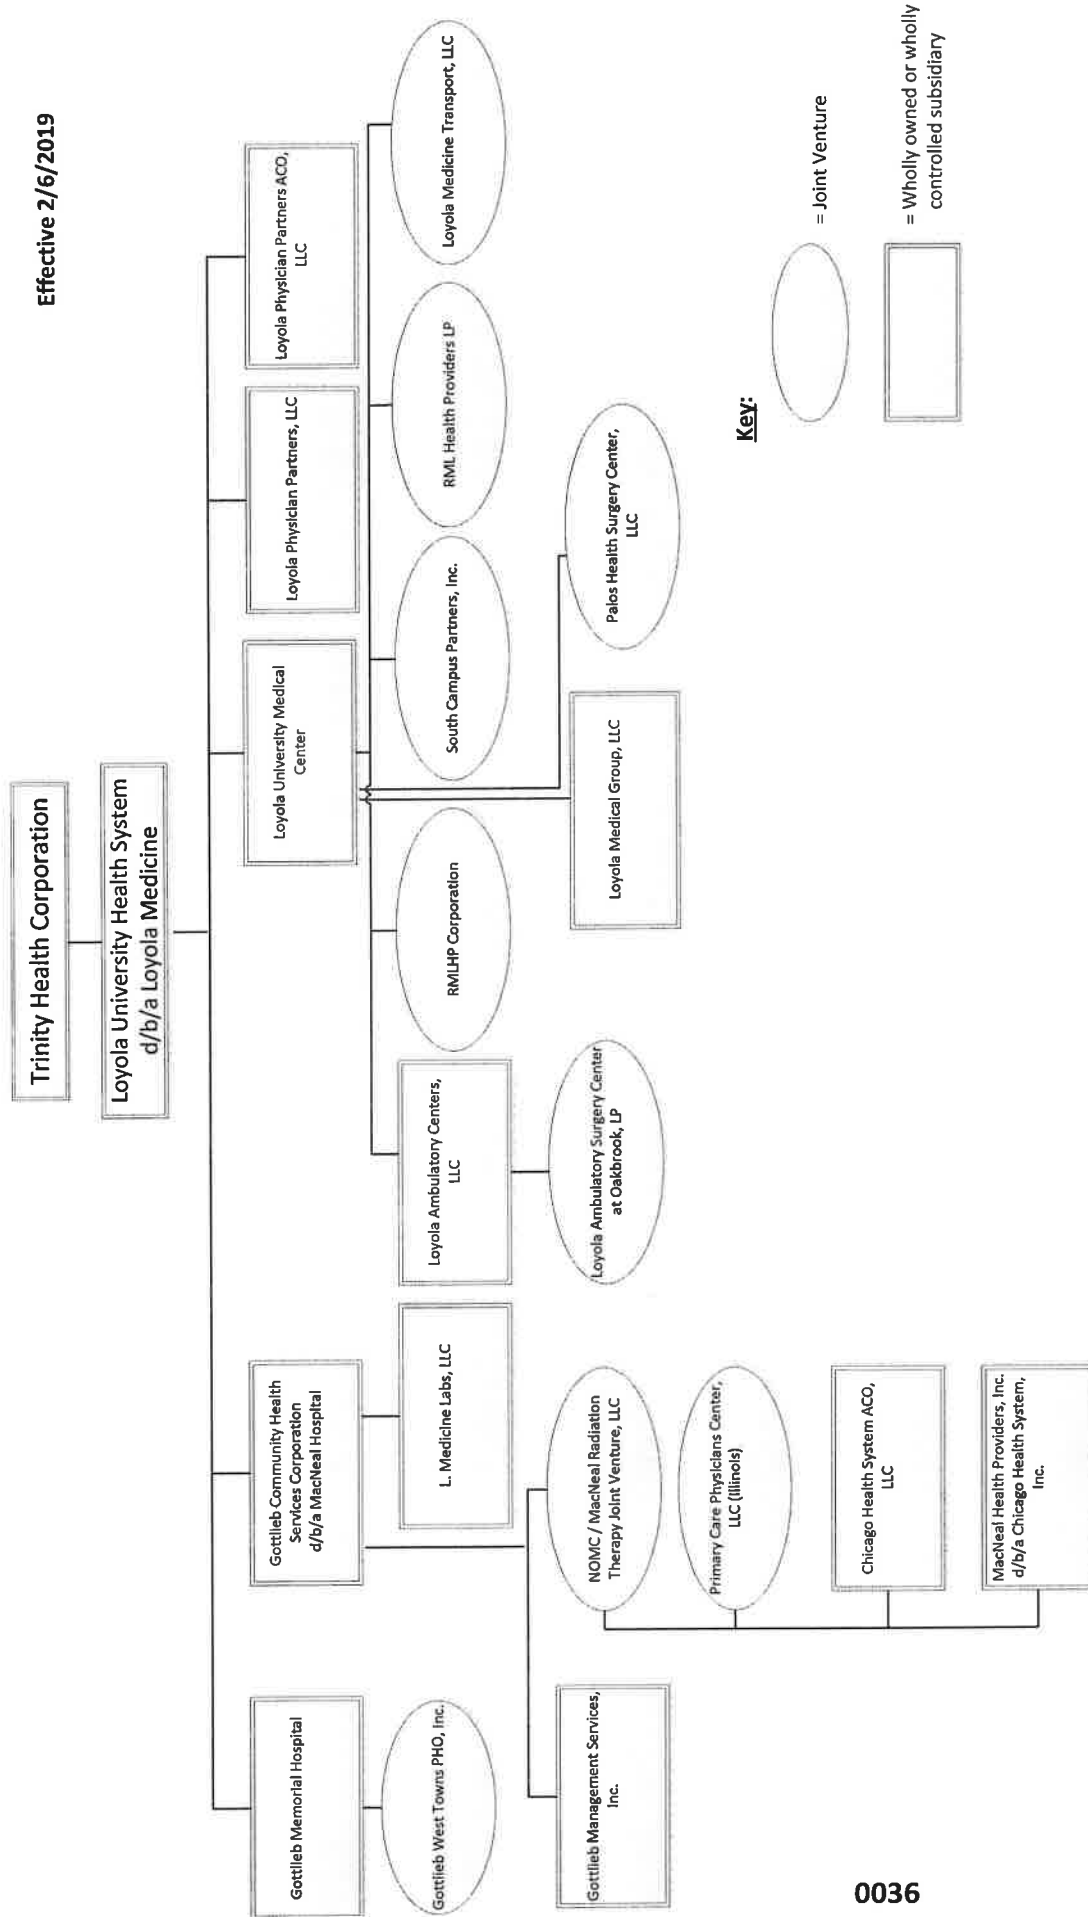 Effective 2/6/2019
Trinity Health Corporation
Loyola University Health System
d/b/a Loyola Medicine
Gottlieb Memorial Hospital
Gottlieb Community Health
Services Corporation
d/b/a MacNeal Hospital
Loyola University Medical
Center
Loyola Physician Partners, LLC
Loyola Physician Partners ACO,
LLC
Gottlieb West Towns PHO, Inc.
L. Medicine Labs, LLC
Loyola Ambulatory Centers,
LLC
RMLHP Corporation
South Campus Partners, Inc.
RML Health Providers LP
Loyola Medicine Transport, LLC
Gottlieb Management Services,
Inc.
NOMC / MacNeal Radiation
Therapy Joint Venture, LLC
Loyola Ambulatory Surgery Center
at Oakbrook, LP
Loyola Medical Group, LLC
Palos Health Surgery Center,
LLC
Primary Care Physicians Center,
LLC (Illinois)
Chicago Health System ACO,
LLC
MacNeal Health Providers, Inc.
d/b/a Chicago Health System,
Inc.
Key:
= Joint Venture
= Wholly owned or wholly
controlled subsidiary
0036